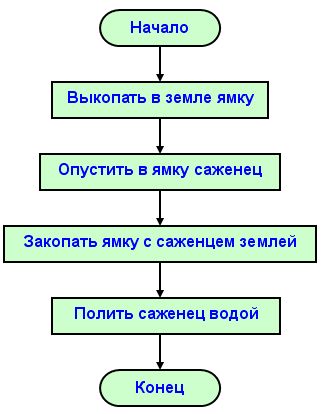 Начало
Выкопать в земле ямку
Опустить в ямку саженец
Закопать ямку с саженцем землей
Полить саженец водой
Конец